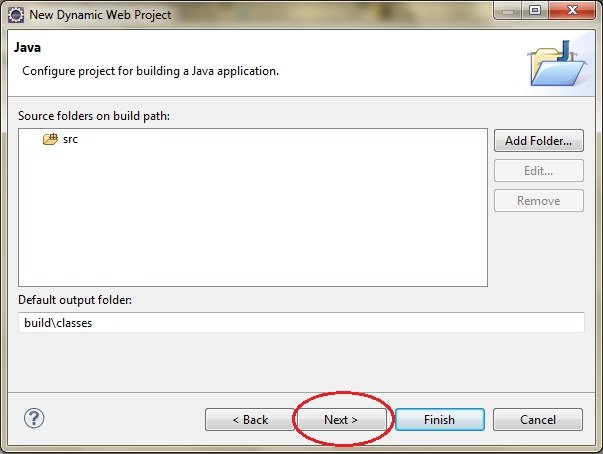 New Dynamic Web Project
Java
Configure project for building a Java application.
Source folders on build path:
src
Add Folder...
Edit...
Remove
Default output folder:
build\classes
?
< Back
Next >
Finish
Cancel